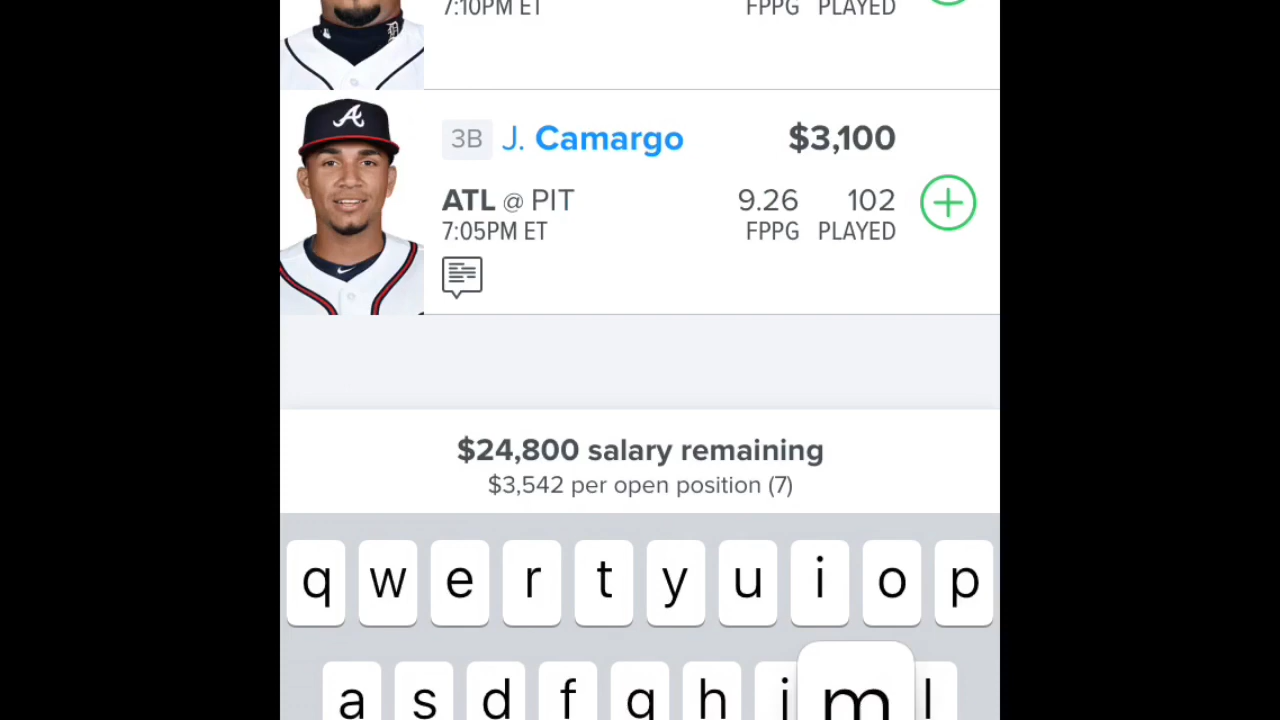 7:10PM ET FPPG PLAYED
3B J. Camargo $3,100
ATL @ PIT 9.26 102
7:05PM ET FPPG PLAYED
$24,800 salary remaining
$3,542 per open position (7)
q w e r t y u i o p
a s d f g h j m l